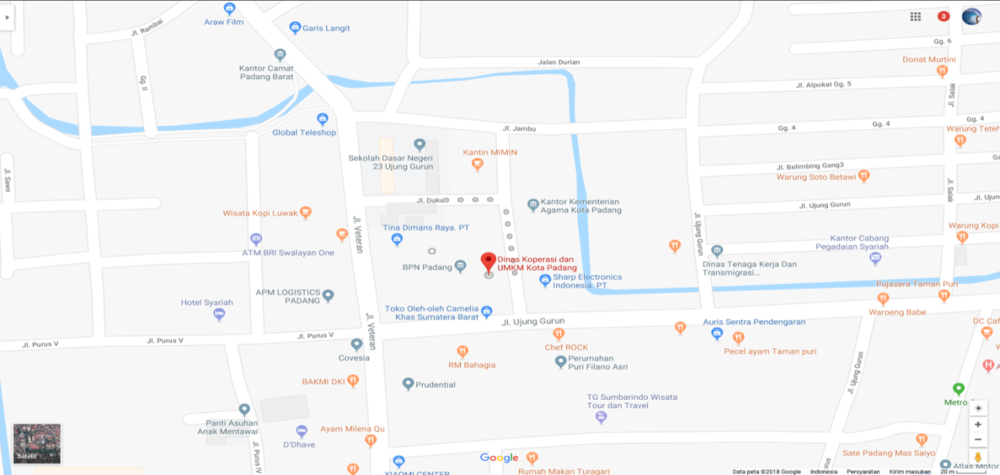 Araw Film
Garis Langit
Jl. Rambai
3
Gg. 6
Kantor Camat
Padang Barat
Jalan Durian
Donat Murtini
Gg. II
Jl. Alpokat Gg. 5
Jl. Salak
Global Teleshop
Jl. Jambu
Gg. 4
Gg. 4
Gg. 4
Warung Teteh
Sekolah Dasar Negeri
23 Ujung Gurun
Kantin MIMIN
Jl. Belimbing Gang3
Warung Soto Betawi
Jl. Sawo
Jl. Salak
Jl. Duku
Kantor Kementerian
Agama Kota Padang
Jl. Ujung Gurun
Jl. Ujun
Wisata Kopi Luwak
Jl. Veteran
Tina Dimans Raya. PT
Jl. Ujung Gurun
Warung Kopi
ATM BRI Swalayan One
Kantor Cabang
Pegadaian Syariah
BPN Padang
Dinas Koperasi dan
UMKM Kota Padang
Dinas Tenaga Kerja Dan
Transmigrasi...
Sharp Electronics
Indonesia. PT
Pujasera Taman Puri
APM LOGISTICS
PADANG
Hotel Syariah
Toko Oleh-oleh Camelia
Khas Sumatera Barat
Waroeng Babe
Jl. Veteran
Jl. Ujung Gurun
Auris Sentra Pendengaran
DC Caf
Jl. Purus V
Jl. Purus V
Jl. Purus V
Chef ROCK
Pecel ayam Taman puri
Covesia
RM Bahagia
Perumahan
Puri Filano Asri
Jl. Ujung Gurun
BAKMI DKI
Prudential
TG Sumbarindo Wisata
Tour dan Travel
Metro
Panti Asuhan
Anak Mentawai
Ayam Milena Qu
D'Dhave
Jl. Purus IV
Satelit
Google
Sate Padang Mas Saiyo
XIAOMI CENTER
Rumah Makan Turagari
Atlas Motor
Data peta ©2018 Google
Indonesia
Persyaratan
Kirim masukan
20 m